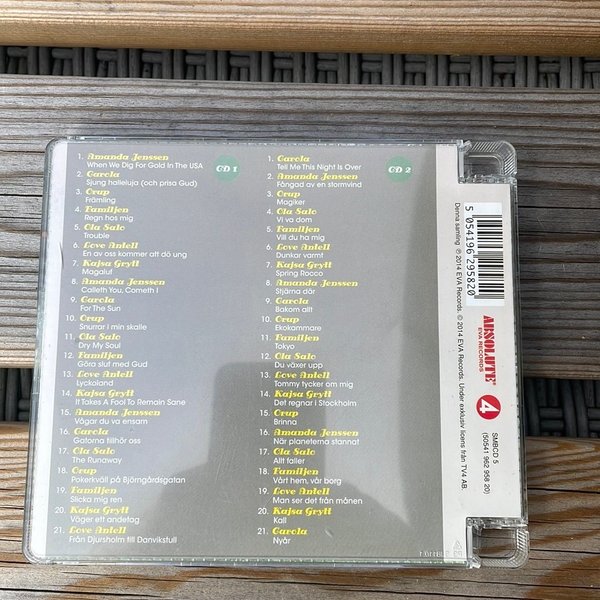 CD 1
1. Amanda Jenssen
When We Dig For Gold In The USA
2. Carola
Sjung halleluja (och prisa Gud)
3. Orup
Främling
4. Familjen
Regn hos mig
5. Ola Salo
Trouble
6. Love Antell
En av oss kommer att dö ung
7. Kajsa Grytt
Magaluf
8. Amanda Jenssen
Calleth You, Cometh I
9. Carola
For The Sun
10. Orup
Snurrar i min skalle
11. Ola Salo
Dry My Soul
12. Familjen
Göra slut med Gud
13. Love Antell
Lyckoland
14. Kajsa Grytt
It Takes A Fool To Remain Sane
15. Amanda Jenssen
Vågar du va ensam
16. Carola
Gatorna tillhör oss
17. Ola Salo
The Runaway
18. Orup
Pokerkväll på Björngårdsgatan
19. Familjen
Slicka mig ren
20. Kajsa Grytt
Väger ett andetag
21. Love Antell
Från Djursholm till Danvikstull
CD 2
1. Carola
Tell Me This Night Is Over
2. Amanda Jenssen
Fångad av en stormvind
3. Orup
Magiker
4. Ola Salo
Vi va dom
5. Familjen
Vill du ha mig
6. Love Antell
Dunkar varmt
7. Kajsa Grytt
Spring Rocco
8. Amanda Jenssen
Stjärna där
9. Carola
Bakom allt
10. Orup
Ekokammare
11. Familjen
Tokyo
12. Ola Salo
Du växer upp
13. Love Antell
Tommy tycker om mig
14. Kajsa Grytt
Det regnar i Stockholm
15. Orup
Brinna
16. Amanda Jenssen
När planeterna stannat
17. Ola Salo
Allt faller
18. Familjen
Vårt hem, vår borg
19. Love Antell
Man ser det från månen
20. Kajsa Grytt
Kall
21. Carola
Nyår
5 054196 295820
ABSOLUTE
EVA RECORDS
4
SMBCD 5
(50541 962 958 20)
Denna samling ℗ 2014 EVA Records. © 2014 EVA Records. Under exklusiv licens från TV4 AB.